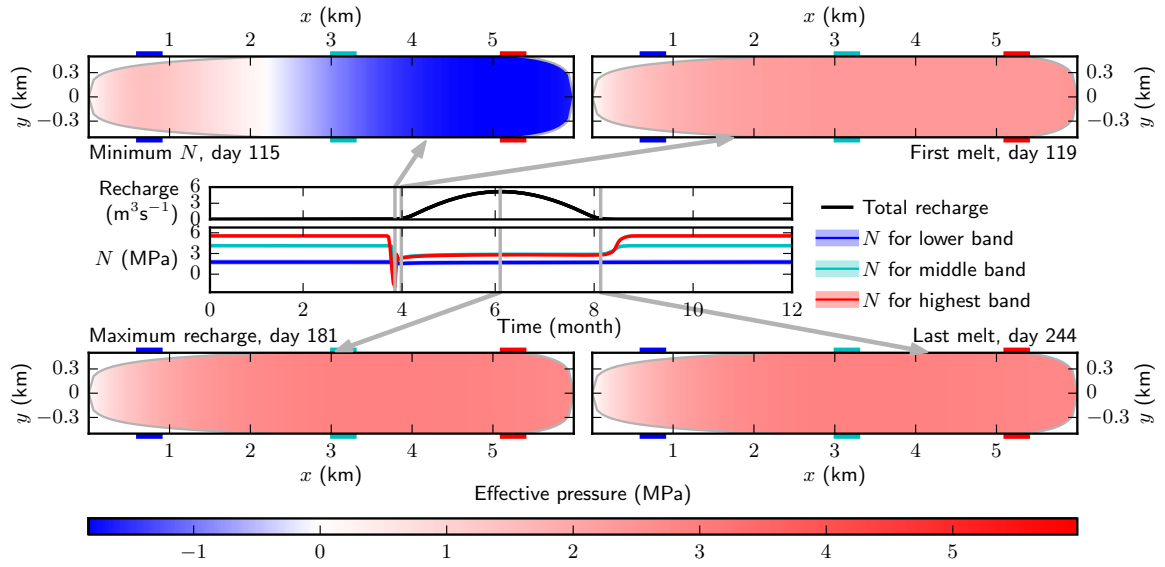 x (km)
x (km)
1 2 3 4 5
1 2 3 4 5
y (km)
0.3
0
−0.3
0.3
0
−0.3
y (km)
Minimum N, day 115
First melt, day 119
Recharge
(m³s⁻¹)
6
3
0
N (MPa)
6
3
0
0 2 4 6 8 10 12
Time (month)
Total recharge
N for lower band
N for middle band
N for highest band
Maximum recharge, day 181
Last melt, day 244
y (km)
0.3
0
−0.3
0.3
0
−0.3
y (km)
1 2 3 4 5
1 2 3 4 5
x (km)
x (km)
Effective pressure (MPa)
−1 0 1 2 3 4 5